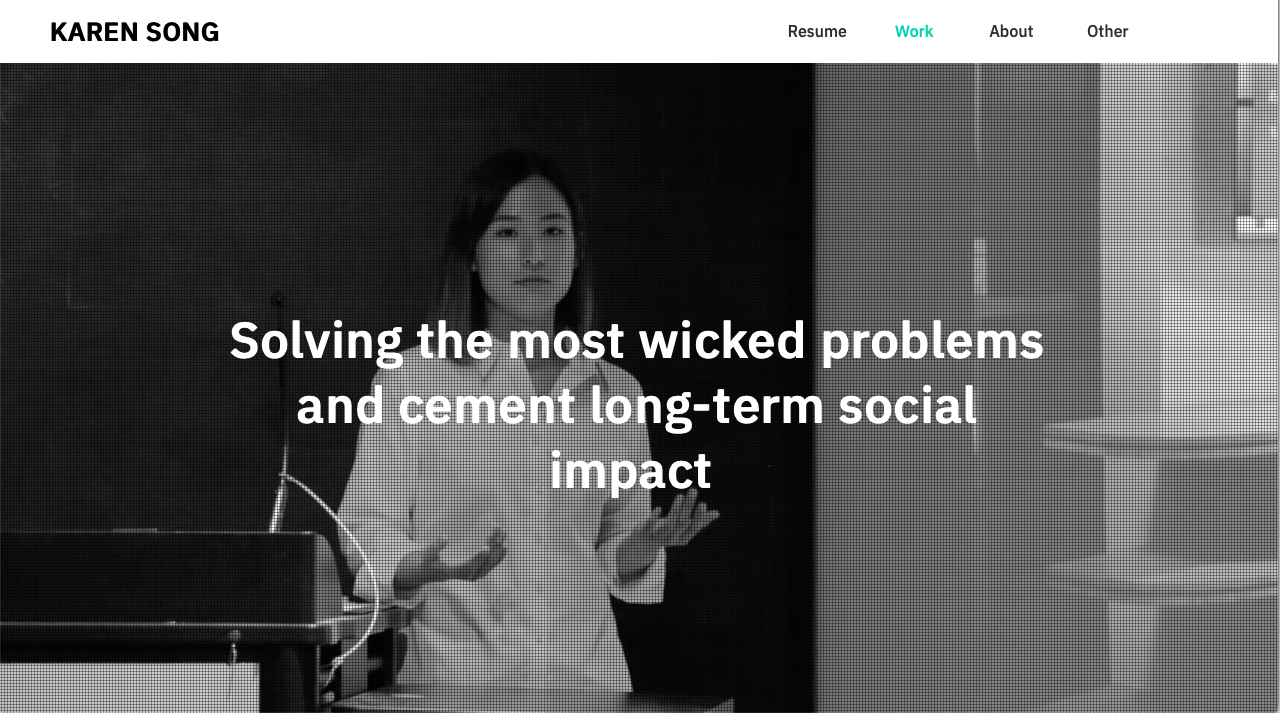 KAREN SONG
Resume Work About Other
Solving the most wicked problems
and cement long-term social
impact